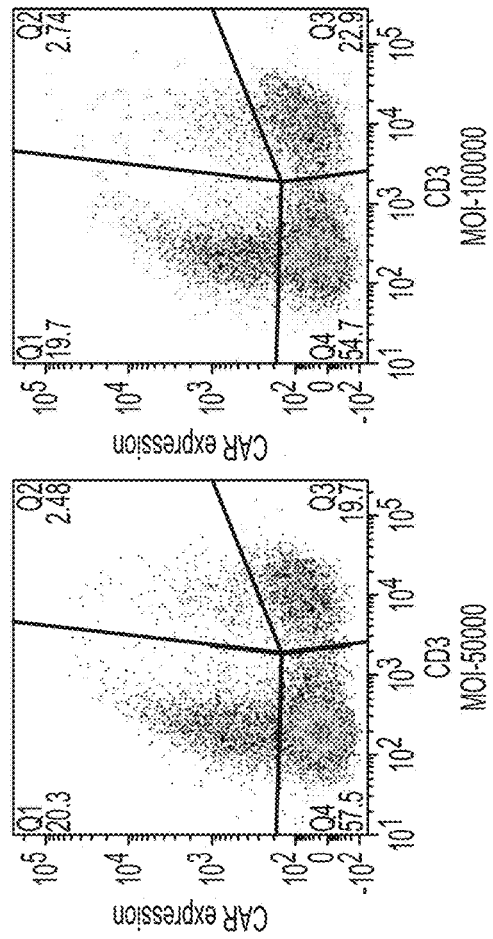 Q1
20.3
Q2
2.48
Q3
19.7
Q4
57.5
CAR expression
10^5
10^4
10^3
10^2
0
-10^2
10^1 10^2 10^3 10^4 10^5
CD3
MOI-50000
Q1
19.7
Q2
2.74
Q3
22.9
Q4
54.7
CAR expression
10^5
10^4
10^3
10^2
0
-10^2
10^1 10^2 10^3 10^4 10^5
CD3
MOI-100000